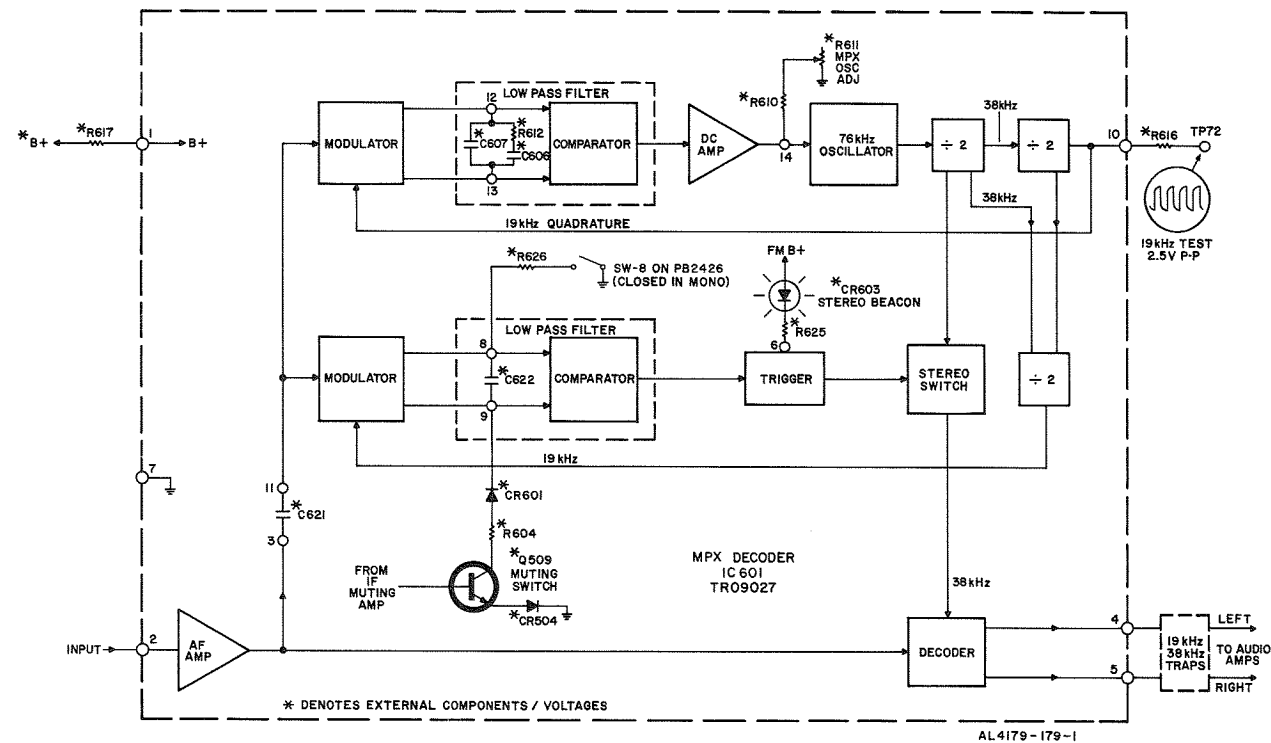 *R611
MPX
OSC
ADJ
LOW PASS FILTER
12
*R610
38kHz
*B+
*R617
1
B+
MODULATOR
*
C607
*
R612
*
C606
COMPARATOR
DC
AMP
14
76kHz
OSCILLATOR
÷ 2
÷ 2
10
*R616
TP72
13
38kHz
19kHz QUADRATURE
19kHz TEST
2.5V P-P
*R626
SW-8 ON PB2426
(CLOSED IN MONO)
FM B+
*CR603
STEREO BEACON
LOW PASS FILTER
*R625
8
6
MODULATOR
*C622
COMPARATOR
TRIGGER
STEREO
SWITCH
÷ 2
9
19kHz
7
11
*CR601
*C621
3
*R604
FROM
IF
MUTING
AMP
*Q509
MUTING
SWITCH
MPX DECODER
IC 601
TR09027
38kHz
*CR504
INPUT
2
AF
AMP
DECODER
4
LEFT
19kHz
38kHz
TRAPS
TO AUDIO
AMPS
5
RIGHT
* DENOTES EXTERNAL COMPONENTS / VOLTAGES
AL4179-179-1